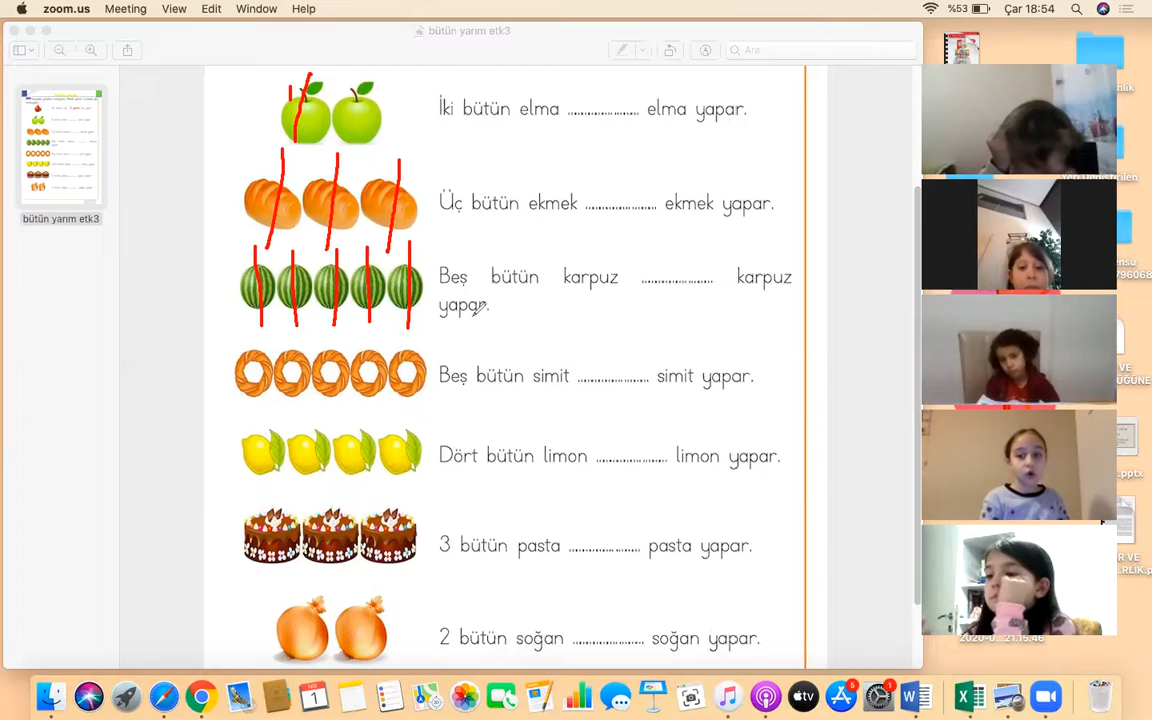 zoom.us Meeting View Edit Window Help %53 Çar 18:54
bütün yarım etk3
Ara
İki bütün elma .................. elma yapar.
Üç bütün ekmek .................. ekmek yapar.
Beş bütün karpuz .................. karpuz
yapar.
Beş bütün simit .................. simit yapar.
Dört bütün limon .................. limon yapar.
3 bütün pasta .................. pasta yapar.
2 bütün soğan .................. soğan yapar.
bütün yarım etk3